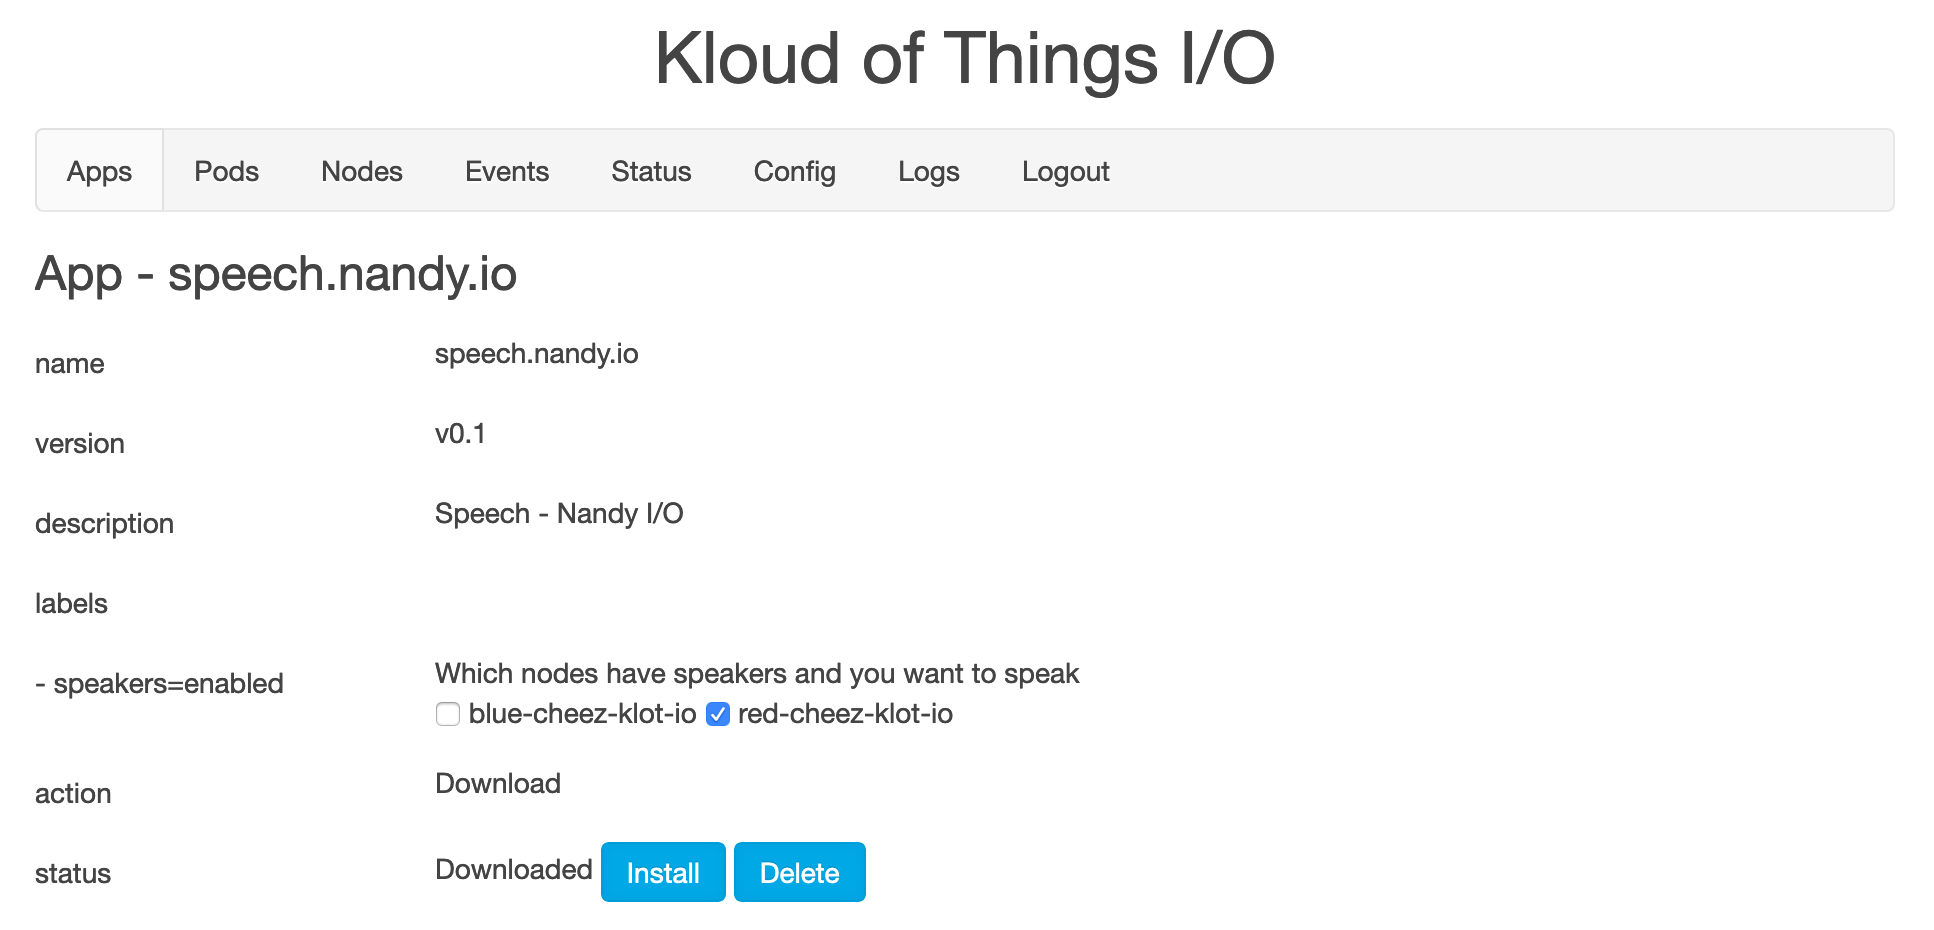 Kloud of Things I/O
Apps Pods Nodes Events Status Config Logs Logout
App - speech.nandy.io
name speech.nandy.io
version v0.1
description Speech - Nandy I/O
labels
- speakers=enabled Which nodes have speakers and you want to speak
blue-cheez-klot-io red-cheez-klot-io
action Download
status Downloaded Install Delete